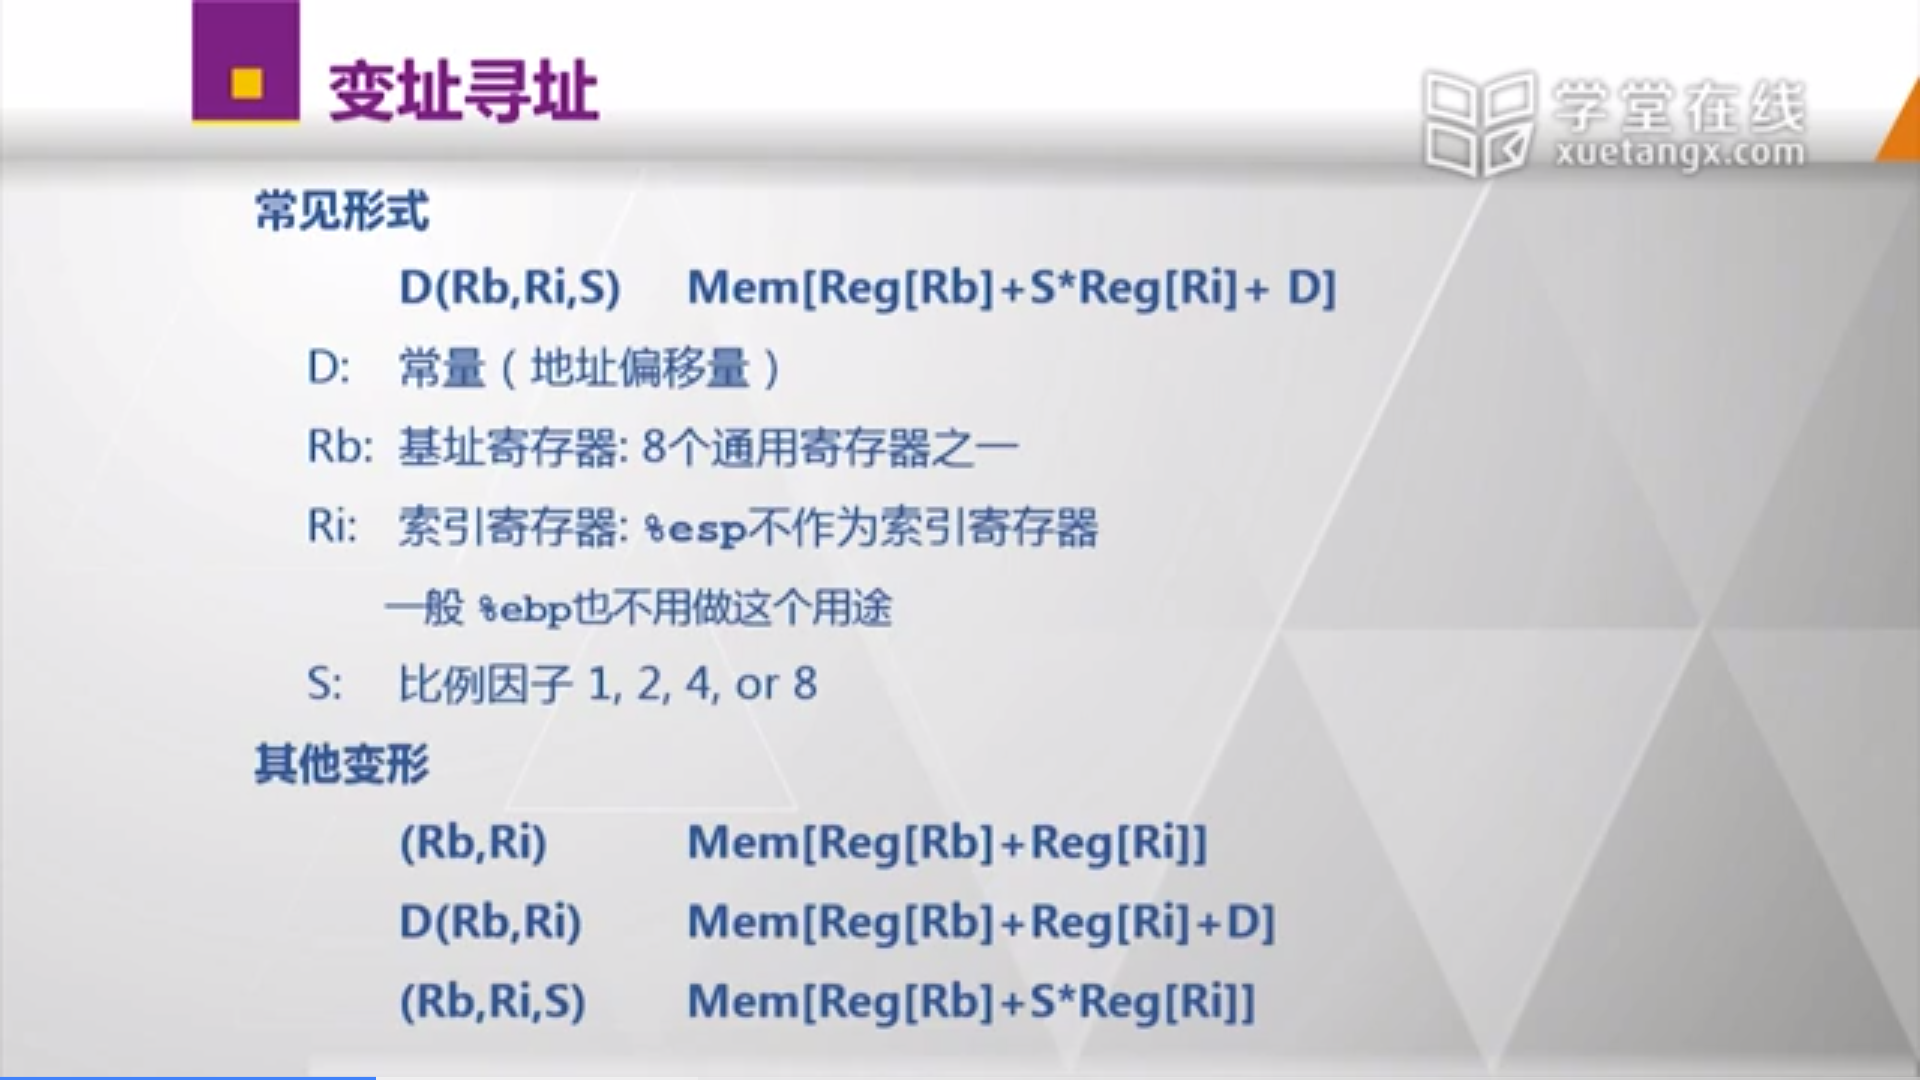 变址寻址
学堂在线
xuetangx.com
常见形式
D(Rb,Ri,S) Mem[Reg[Rb]+S*Reg[Ri]+ D]
D: 常量（地址偏移量）
Rb: 基址寄存器: 8个通用寄存器之一
Ri: 索引寄存器: %esp不作为索引寄存器
一般 %ebp也不用做这个用途
S: 比例因子 1, 2, 4, or 8
其他变形
(Rb,Ri) Mem[Reg[Rb]+Reg[Ri]]
D(Rb,Ri) Mem[Reg[Rb]+Reg[Ri]+D]
(Rb,Ri,S) Mem[Reg[Rb]+S*Reg[Ri]]